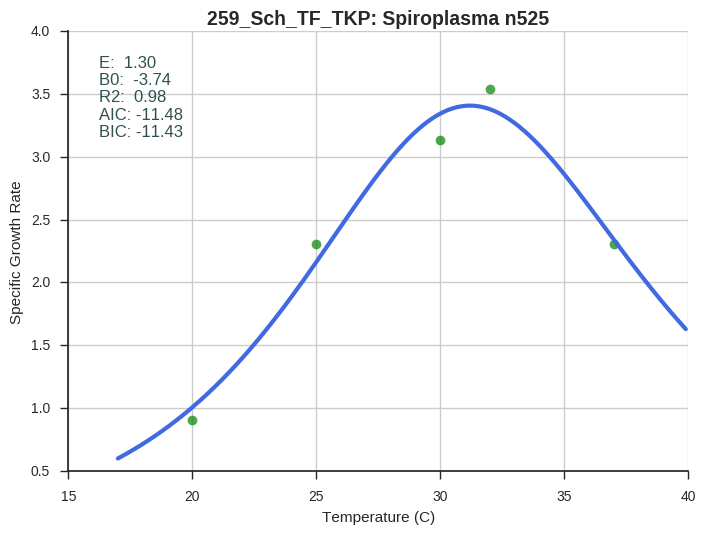 259_Sch_TF_TKP: Spiroplasma n525
4.0
3.5
3.0
2.5
2.0
1.5
1.0
0.5
E:  1.30
B0:  -3.74
R2:  0.98
AIC: -11.48
BIC: -11.43
Specific Growth Rate
15 20 25 30 35 40
Temperature (C)